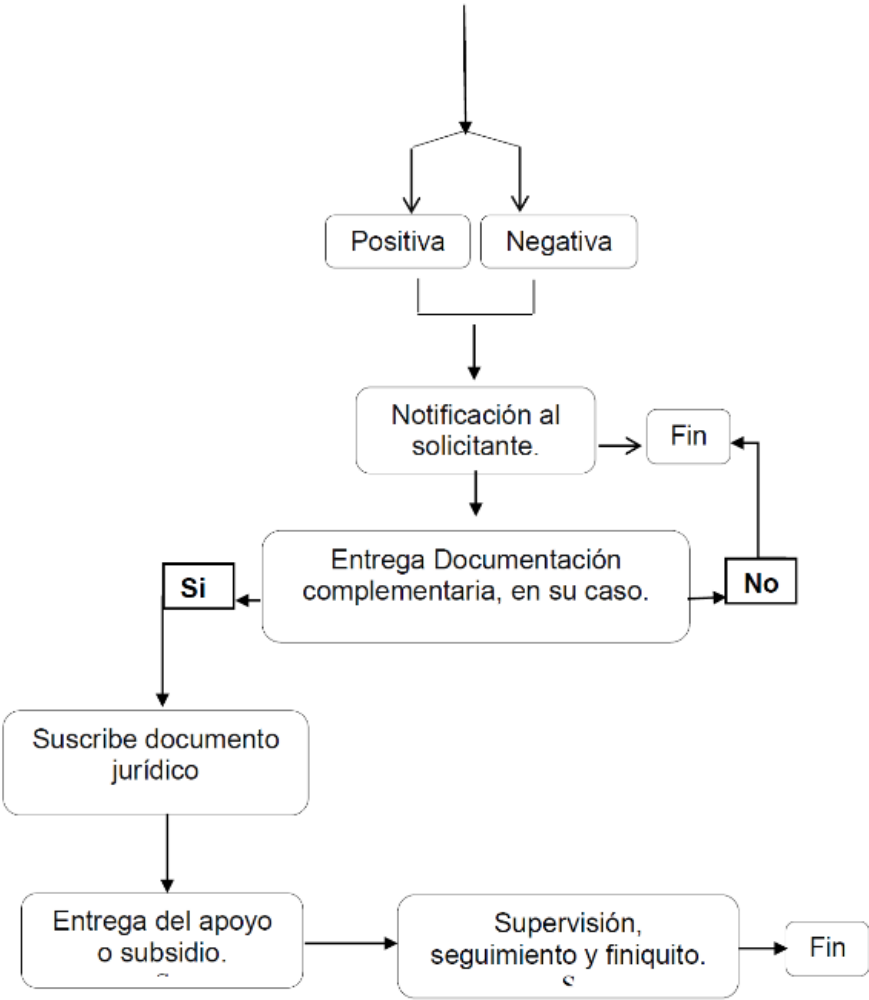 Positiva
Negativa
Notificación al
solicitante.
Fin
Entrega Documentación
complementaria, en su caso.
Si
No
Suscribe documento
jurídico
Entrega del apoyo
o subsidio.
Supervisión,
seguimiento y finiquito.
Fin